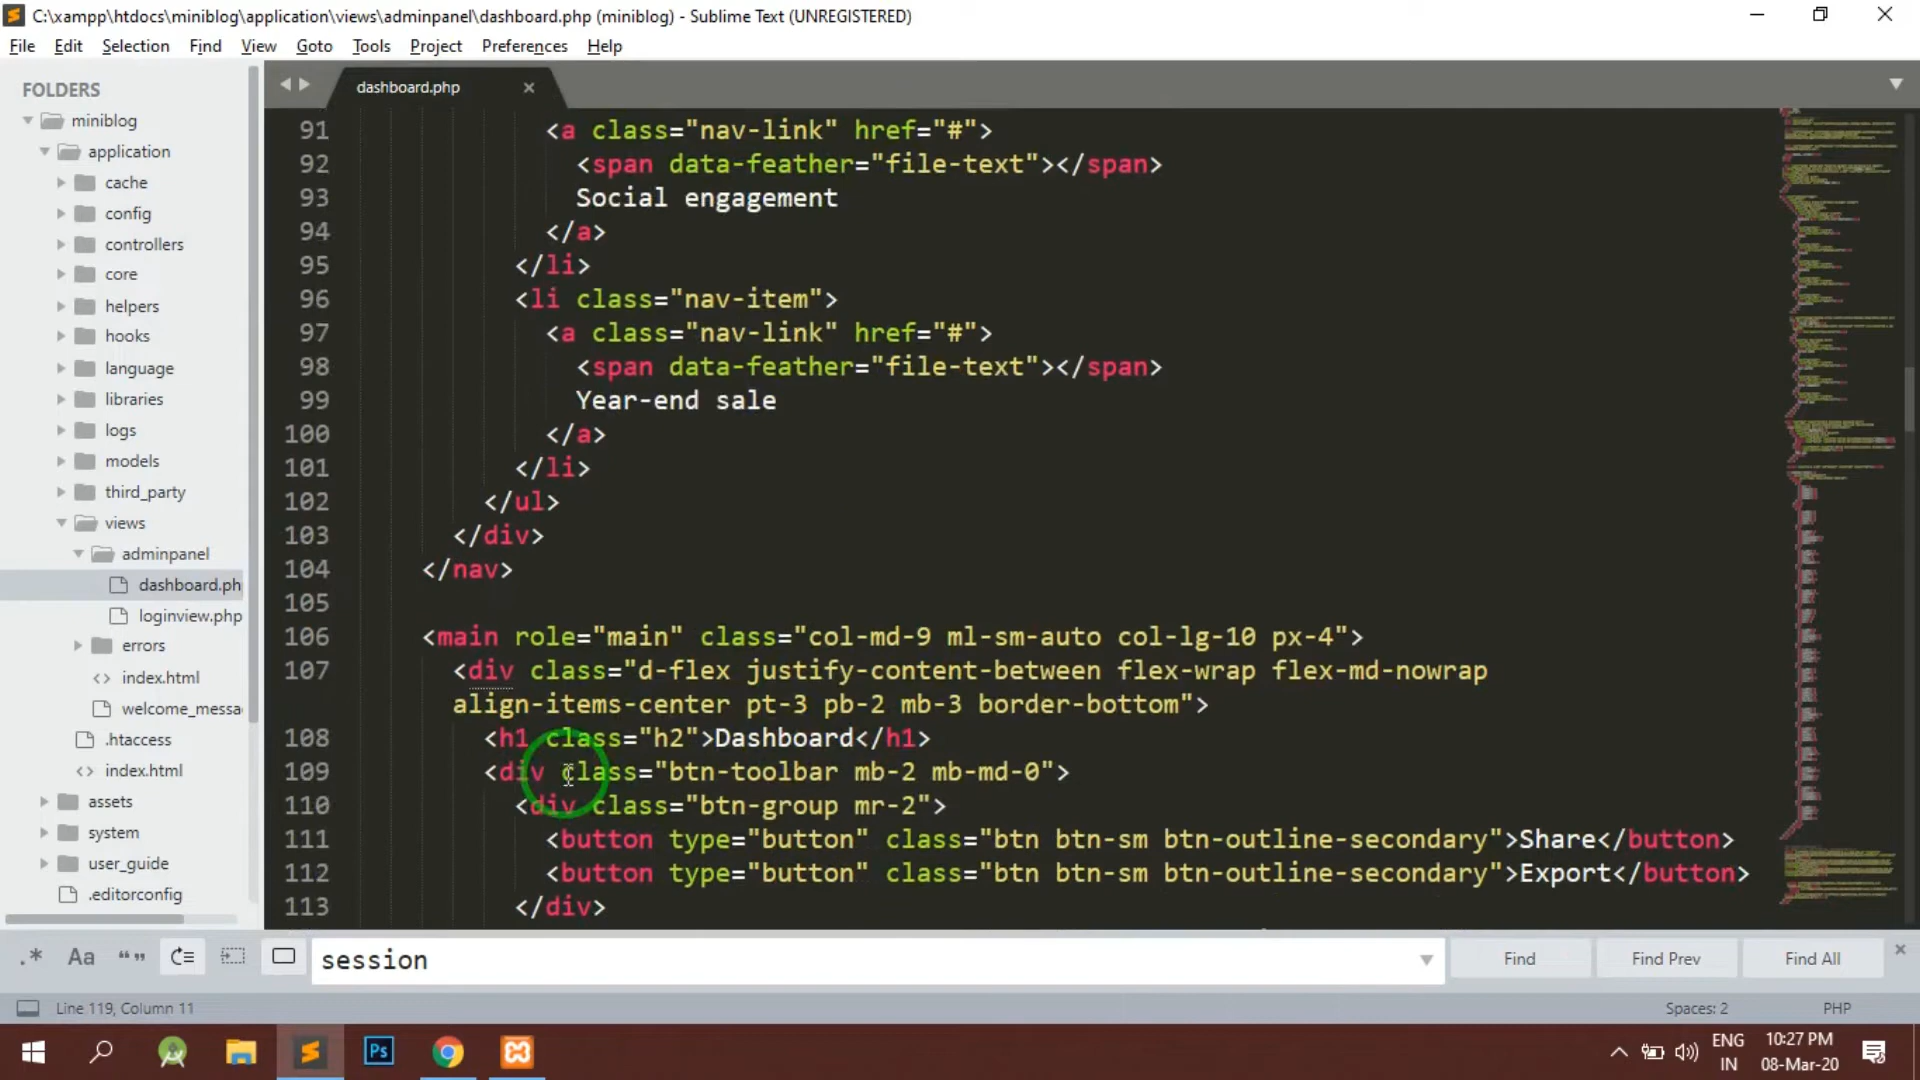 C:\xampp\htdocs\miniblog\application\views\adminpanel\dashboard.php (miniblog) - Sublime Text (UNREGISTERED)
File Edit Selection Find View Goto Tools Project Preferences Help
FOLDERS
miniblog
application
cache
config
controllers
core
helpers
hooks
language
libraries
logs
models
third_party
views
adminpanel
dashboard.ph
loginview.php
errors
index.html
welcome_messa
.htaccess
index.html
assets
system
user_guide
.editorconfig
dashboard.php
91 <a class="nav-link" href="#">
92 <span data-feather="file-text"></span>
93 Social engagement
94 </a>
95 </li>
96 <li class="nav-item">
97 <a class="nav-link" href="#">
98 <span data-feather="file-text"></span>
99 Year-end sale
100 </a>
101 </li>
102 </ul>
103 </div>
104 </nav>
105
106 <main role="main" class="col-md-9 ml-sm-auto col-lg-10 px-4">
107 <div class="d-flex justify-content-between flex-wrap flex-md-nowrap
align-items-center pt-3 pb-2 mb-3 border-bottom">
108 <h1 class="h2">Dashboard</h1>
109 <div class="btn-toolbar mb-2 mb-md-0">
110 <div class="btn-group mr-2">
111 <button type="button" class="btn btn-sm btn-outline-secondary">Share</button>
112 <button type="button" class="btn btn-sm btn-outline-secondary">Export</button>
113 </div>
.* Aa “” session Find Find Prev Find All
Line 119, Column 11 Spaces: 2 PHP
Ps
ENG 10:27 PM
IN 08-Mar-20